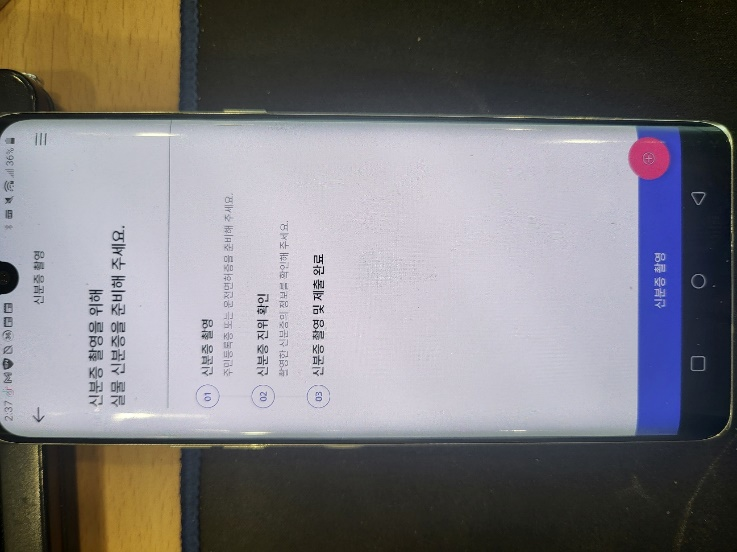 2:37
36%
신분증 촬영
신분증 촬영을 위해
실물 신분증을 준비해 주세요.
01 신분증 촬영
주민등록증 또는 운전면허증을 준비해 주세요.
02 신분증 진위 확인
촬영한 신분증의 정보를 확인해 주세요.
03 신분증 촬영 및 제출 완료
신분증 촬영